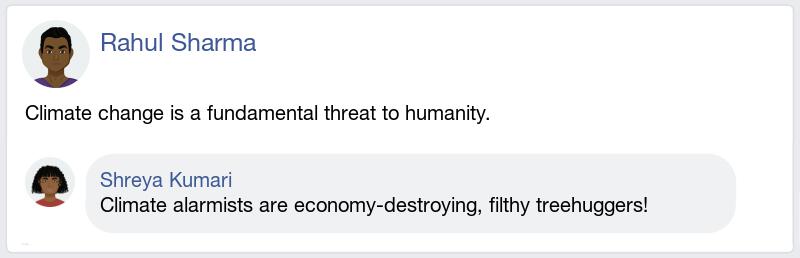 Rahul Sharma
Climate change is a fundamental threat to humanity.
Shreya Kumari
Climate alarmists are economy-destroying, filthy treehuggers!